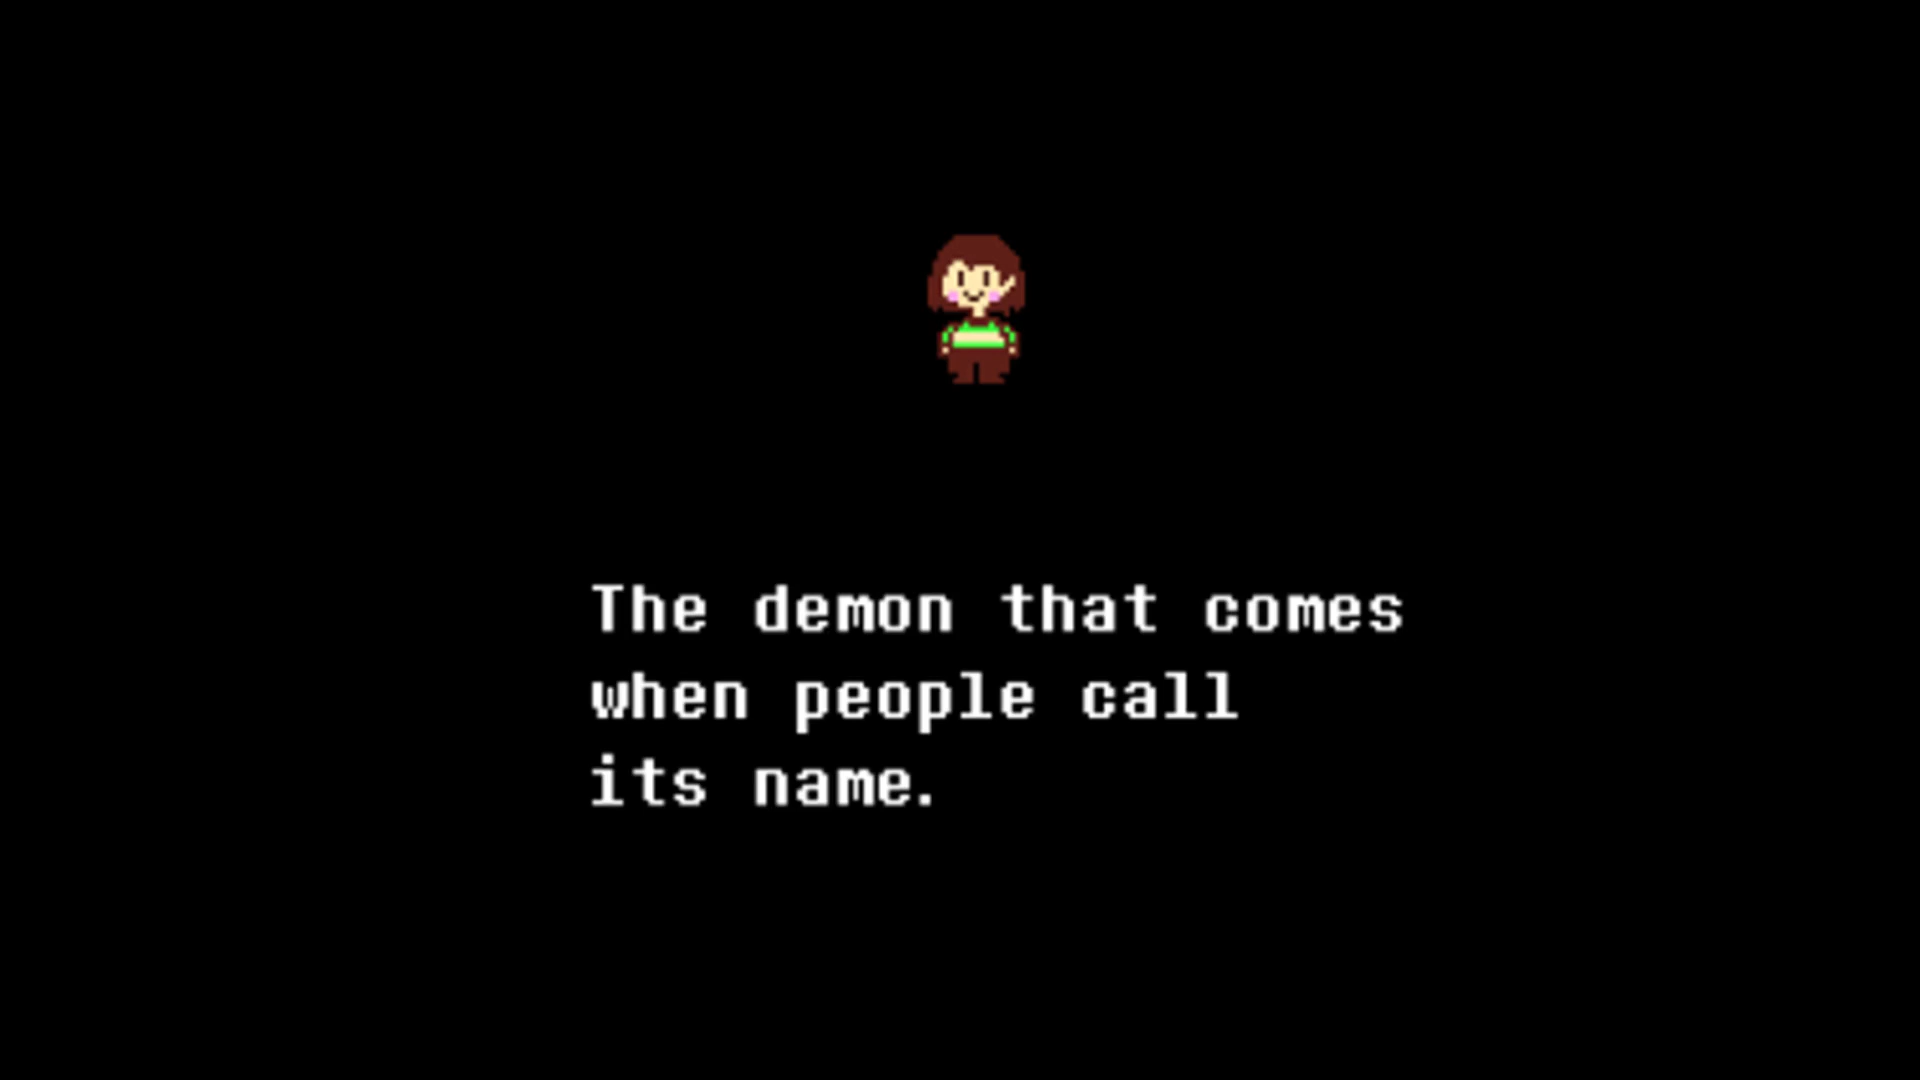 The demon that comes
when people call
its name.